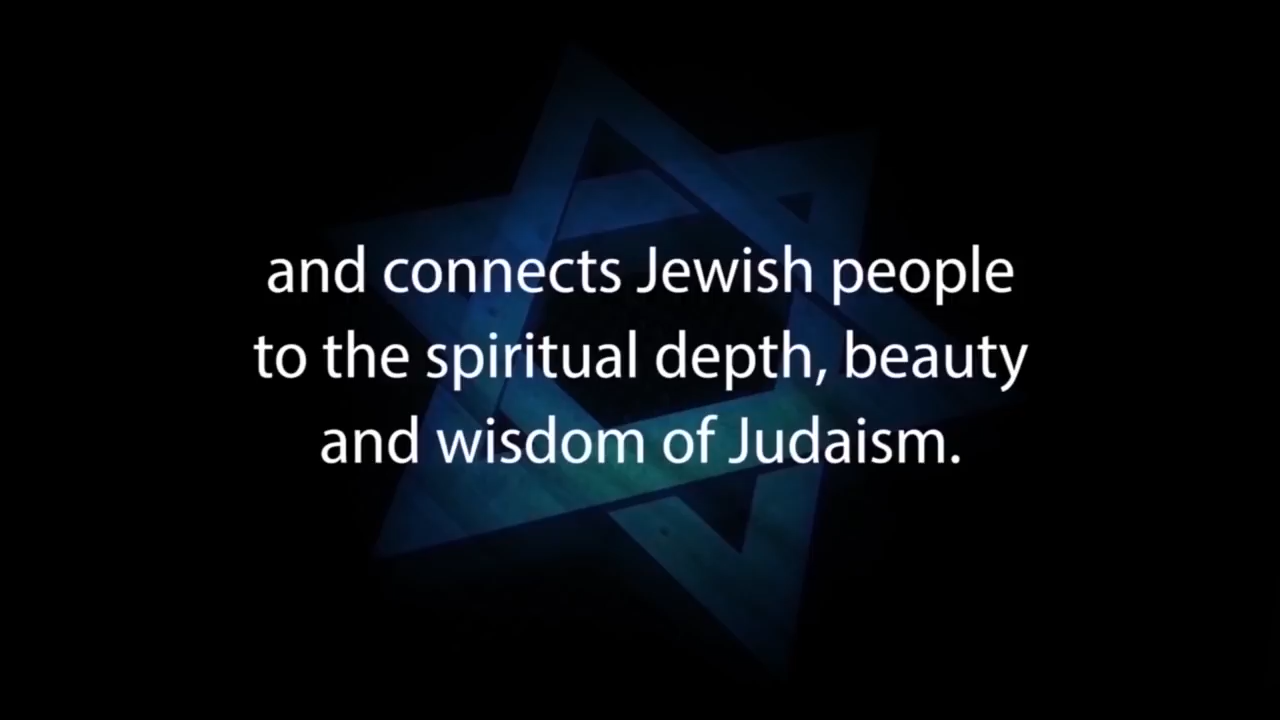 and connects Jewish people
to the spiritual depth, beauty
and wisdom of Judaism.